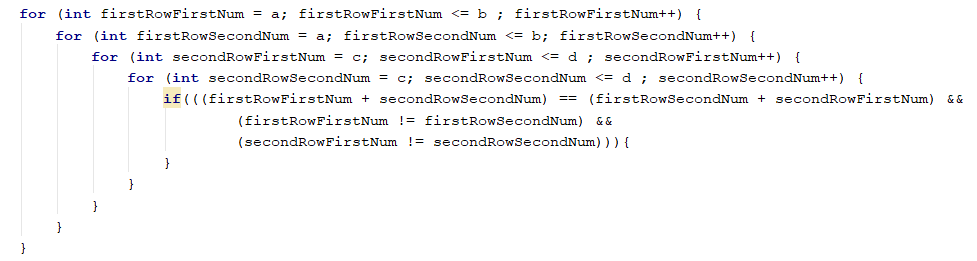 for (int firstRowFirstNum = a; firstRowFirstNum <= b ; firstRowFirstNum++) {
for (int firstRowSecondNum = a; firstRowSecondNum <= b; firstRowSecondNum++) {
for (int secondRowFirstNum = c; secondRowFirstNum <= d ; secondRowFirstNum++) {
for (int secondRowSecondNum = c; secondRowSecondNum <= d ; secondRowSecondNum++) {
if(((firstRowFirstNum + secondRowSecondNum) == (firstRowSecondNum + secondRowFirstNum) &&
(firstRowFirstNum != firstRowSecondNum) &&
(secondRowFirstNum != secondRowSecondNum))){
}
}
}
}
}